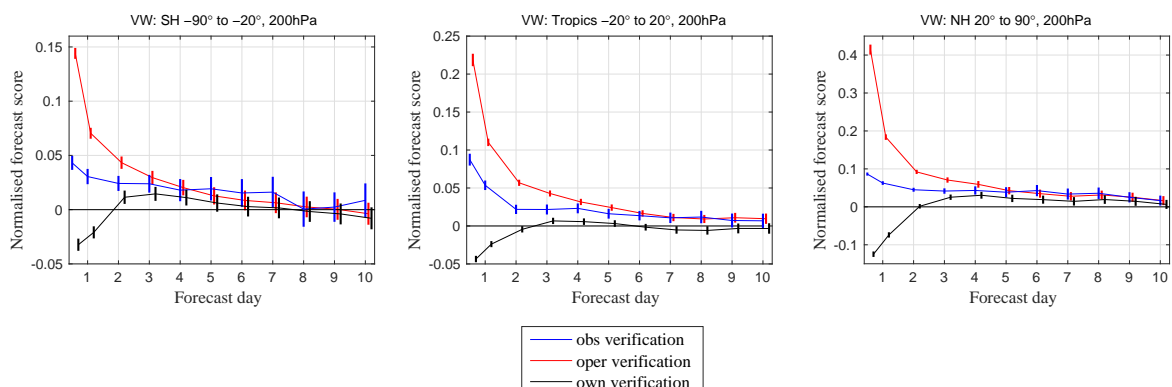 VW: SH −90° to −20°, 200hPa
0.15
0.1
0.05
0
-0.05
Normalised forecast score
1 2 3 4 5 6 7 8 9 10
Forecast day
VW: Tropics −20° to 20°, 200hPa
0.25
0.2
0.15
0.1
0.05
0
-0.05
Normalised forecast score
1 2 3 4 5 6 7 8 9 10
Forecast day
VW: NH 20° to 90°, 200hPa
0.4
0.3
0.2
0.1
0
-0.1
Normalised forecast score
1 2 3 4 5 6 7 8 9 10
Forecast day
obs verification
oper verification
own verification